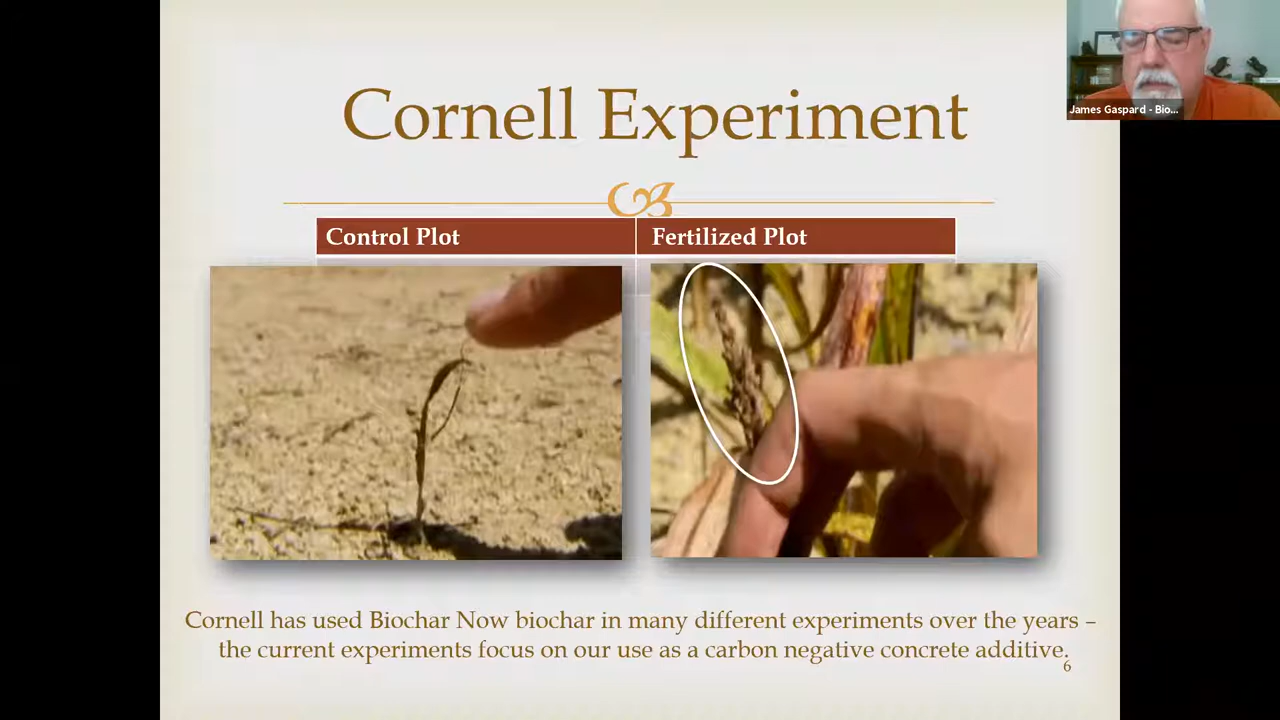 Cornell Experiment
Control Plot
Fertilized Plot
Cornell has used Biochar Now biochar in many different experiments over the years –
the current experiments focus on our use as a carbon negative concrete additive.
6
James Gaspard - Bio...